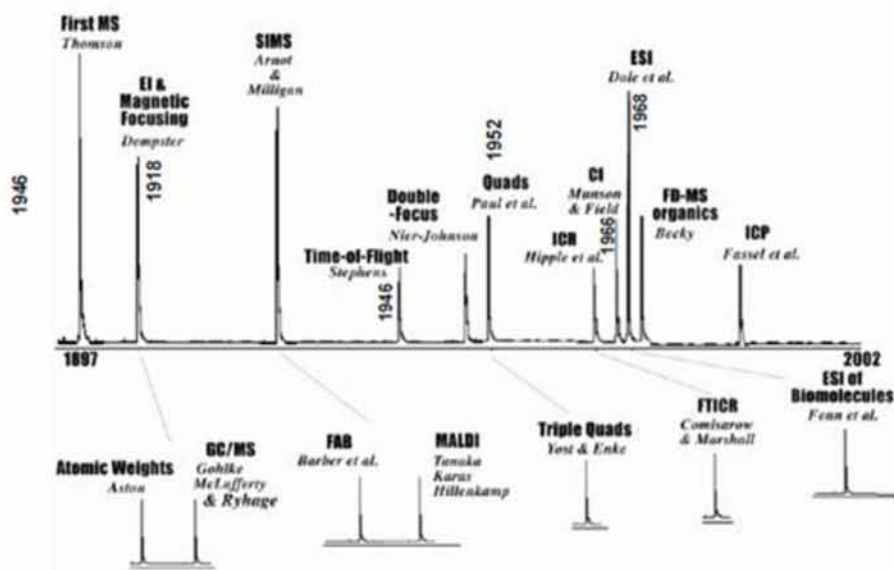 First MS
Thomson
EI &
Magnetic
Focusing
Dempster
1918
1946
SIMS
Arnot
&
Milligan
Time-of-Flight
Stephens
1946
Double
-Focus
Nier-Johnson
1952
Quads
Paul et al.
ICR
Hipple et al.
CI
Munson
& Field
1966
ESI
Dole et al.
1968
FD-MS
organics
Becky
ICP
Fassel et al.
1897
2002
Atomic Weights
Aston
GC/MS
Gohlke
McLafferty
& Ryhage
FAB
Barber et al.
MALDI
Tanaka
Karas
Hillenkamp
Triple Quads
Yost & Enke
FTICR
Comisarow
& Marshall
ESI of
Biomolecules
Fenn et al.